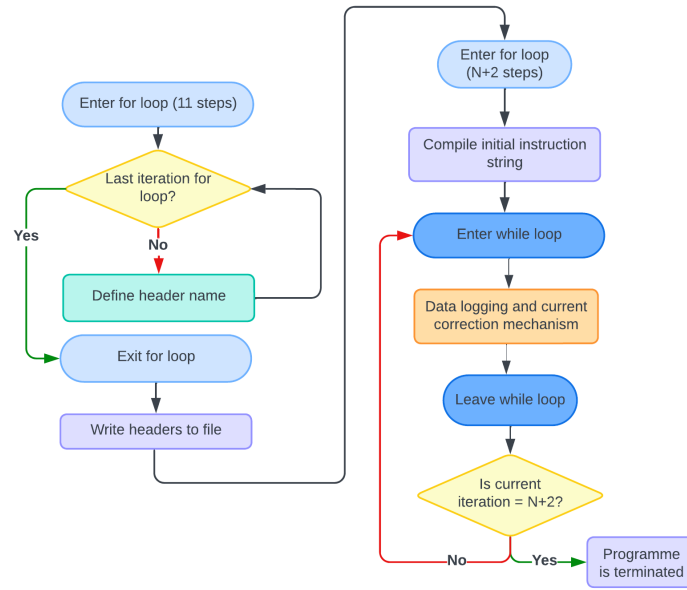 Enter for loop (11 steps)
Last iteration for
loop?
Yes
No
Define header name
Exit for loop
Write headers to file
Enter for loop
(N+2 steps)
Compile initial instruction
string
Enter while loop
Data logging and current
correction mechanism
Leave while loop
Is current
iteration = N+2?
No
Yes
Programme
is terminated